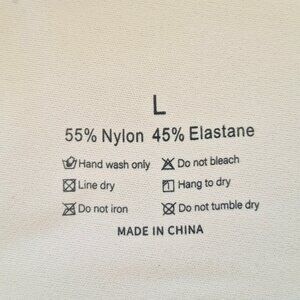 L
55% Nylon 45% Elastane
Hand wash only Do not bleach
Line dry Hang to dry
Do not iron Do not tumble dry
MADE IN CHINA